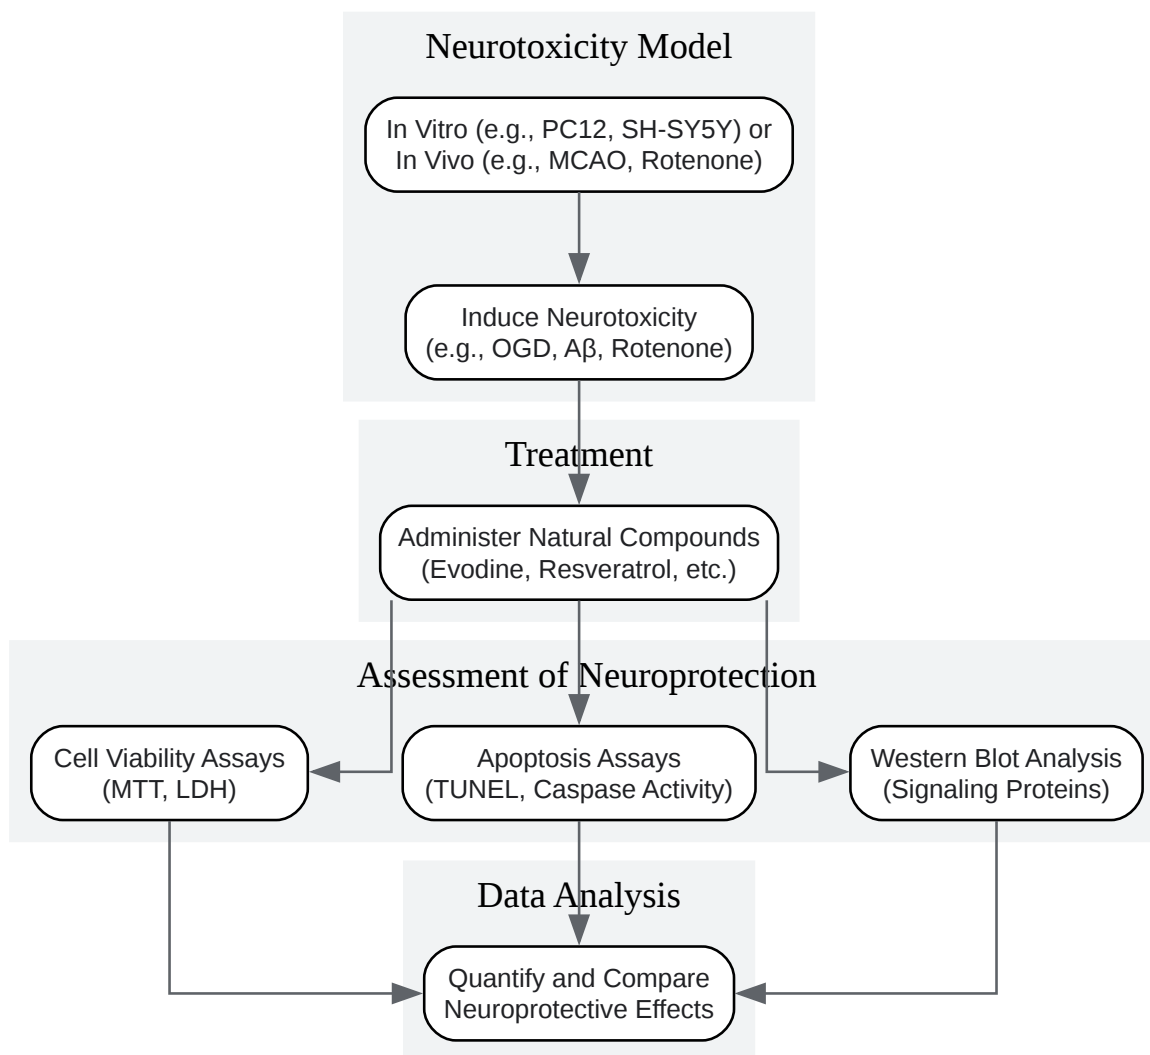 Neurotoxicity Model
In Vitro (e.g., PC12, SH-SY5Y) or
In Vivo (e.g., MCAO, Rotenone)
Induce Neurotoxicity
(e.g., OGD, Aβ, Rotenone)
Treatment
Administer Natural Compounds
(Evodine, Resveratrol, etc.)
Assessment of Neuroprotection
Cell Viability Assays
(MTT, LDH)
Apoptosis Assays
(TUNEL, Caspase Activity)
Western Blot Analysis
(Signaling Proteins)
Data Analysis
Quantify and Compare
Neuroprotective Effects